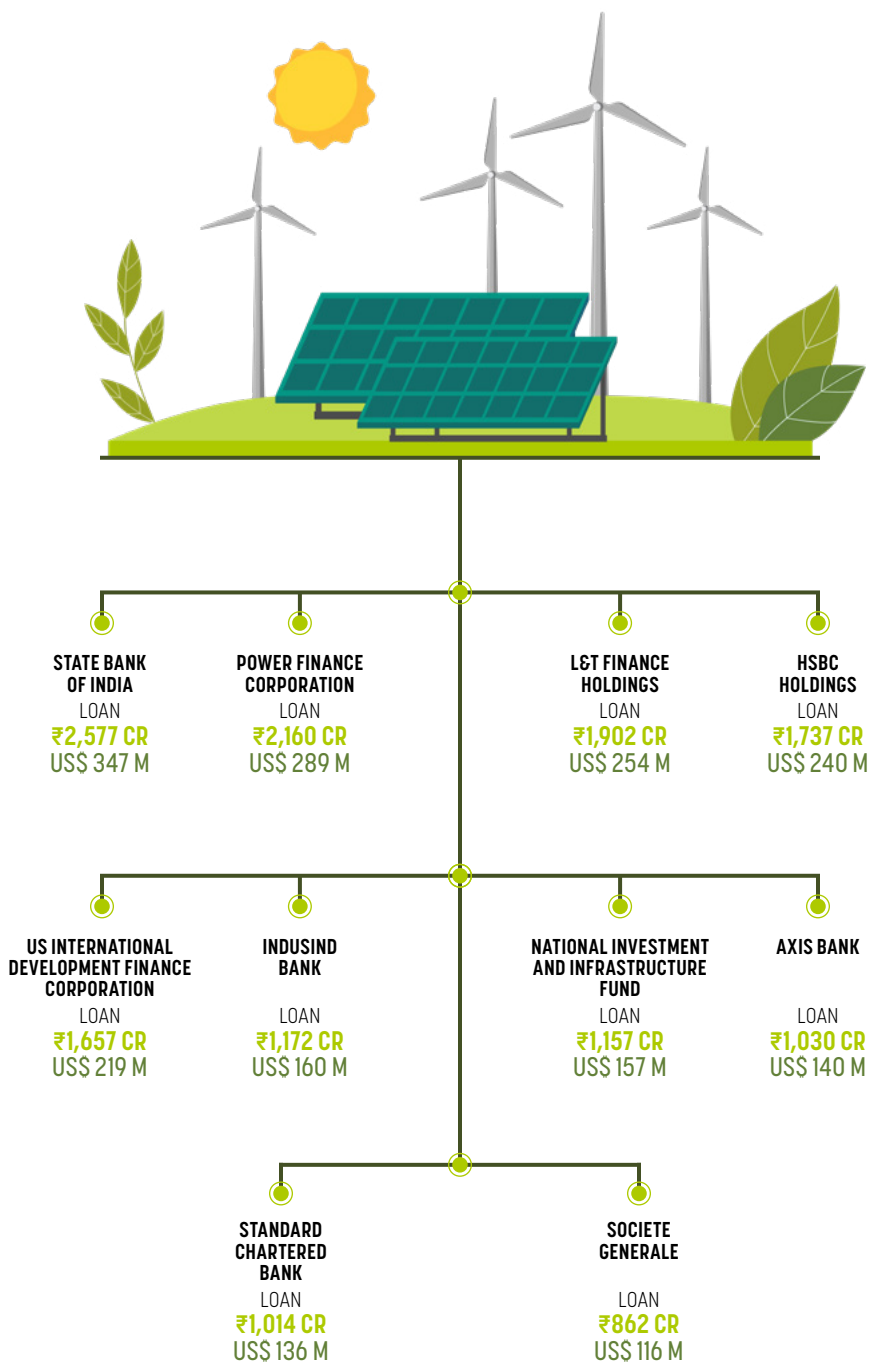 STATE BANK
OF INDIA
LOAN
₹2,577 CR
US$ 347 M
POWER FINANCE
CORPORATION
LOAN
₹2,160 CR
US$ 289 M
L&T FINANCE
HOLDINGS
LOAN
₹1,902 CR
US$ 254 M
HSBC
HOLDINGS
LOAN
₹1,737 CR
US$ 240 M
US INTERNATIONAL
DEVELOPMENT FINANCE
CORPORATION
LOAN
₹1,657 CR
US$ 219 M
INDUSIND
BANK
LOAN
₹1,172 CR
US$ 160 M
NATIONAL INVESTMENT
AND INFRASTRUCTURE
FUND
LOAN
₹1,157 CR
US$ 157 M
AXIS BANK
LOAN
₹1,030 CR
US$ 140 M
STANDARD
CHARTERED
BANK
LOAN
₹1,014 CR
US$ 136 M
SOCIETE
GENERALE
LOAN
₹862 CR
US$ 116 M